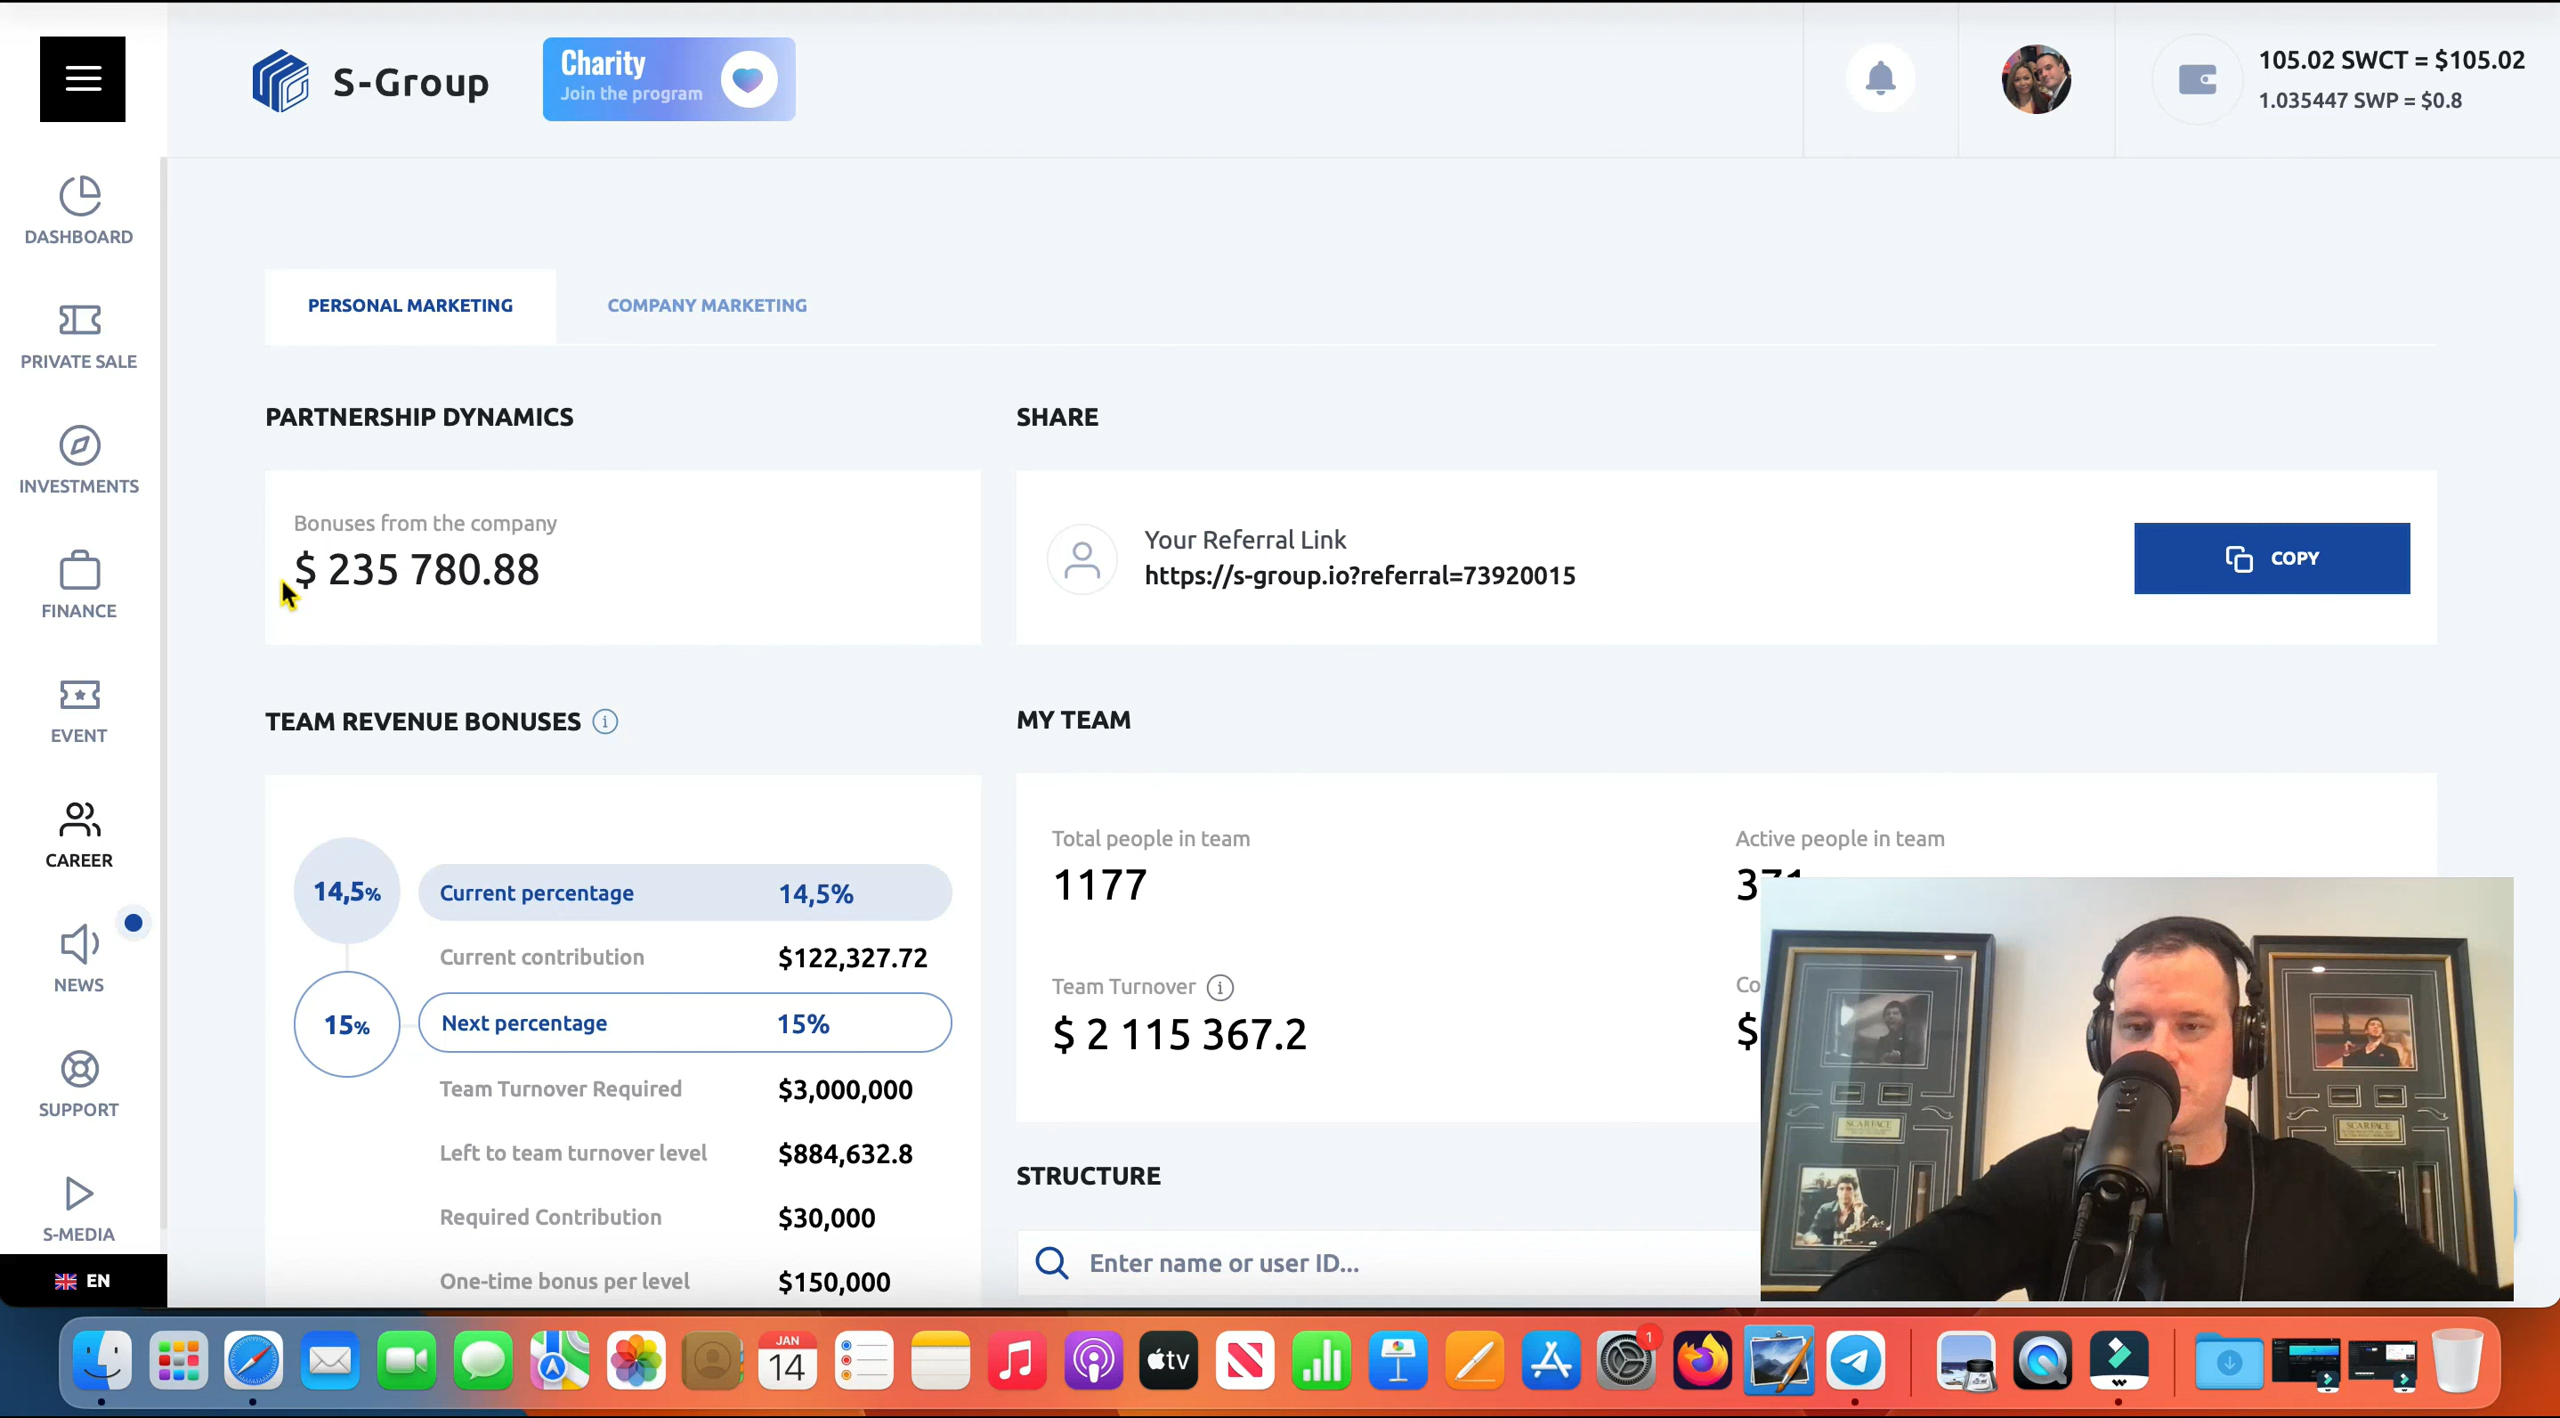 S-Group
Charity
Join the program
105.02 SWCT = $105.02
1.035447 SWP = $0.8
DASHBOARD
PRIVATE SALE
INVESTMENTS
FINANCE
EVENT
CAREER
NEWS
SUPPORT
S-MEDIA
EN
PERSONAL MARKETING
COMPANY MARKETING
PARTNERSHIP DYNAMICS
Bonuses from the company
$ 235 780.88
SHARE
Your Referral Link
https://s-group.io?referral=73920015
COPY
TEAM REVENUE BONUSES
14,5%
Current percentage 14,5%
Current contribution $122,327.72
15%
Next percentage 15%
Team Turnover Required $3,000,000
Left to team turnover level $884,632.8
Required Contribution $30,000
One-time bonus per level $150,000
MY TEAM
Total people in team
1177
Active people in team
371
Team Turnover
$ 2 115 367.2
Co
$
STRUCTURE
Enter name or user ID...
SCARFACE
SCARFACE
JAN
14
tv
1